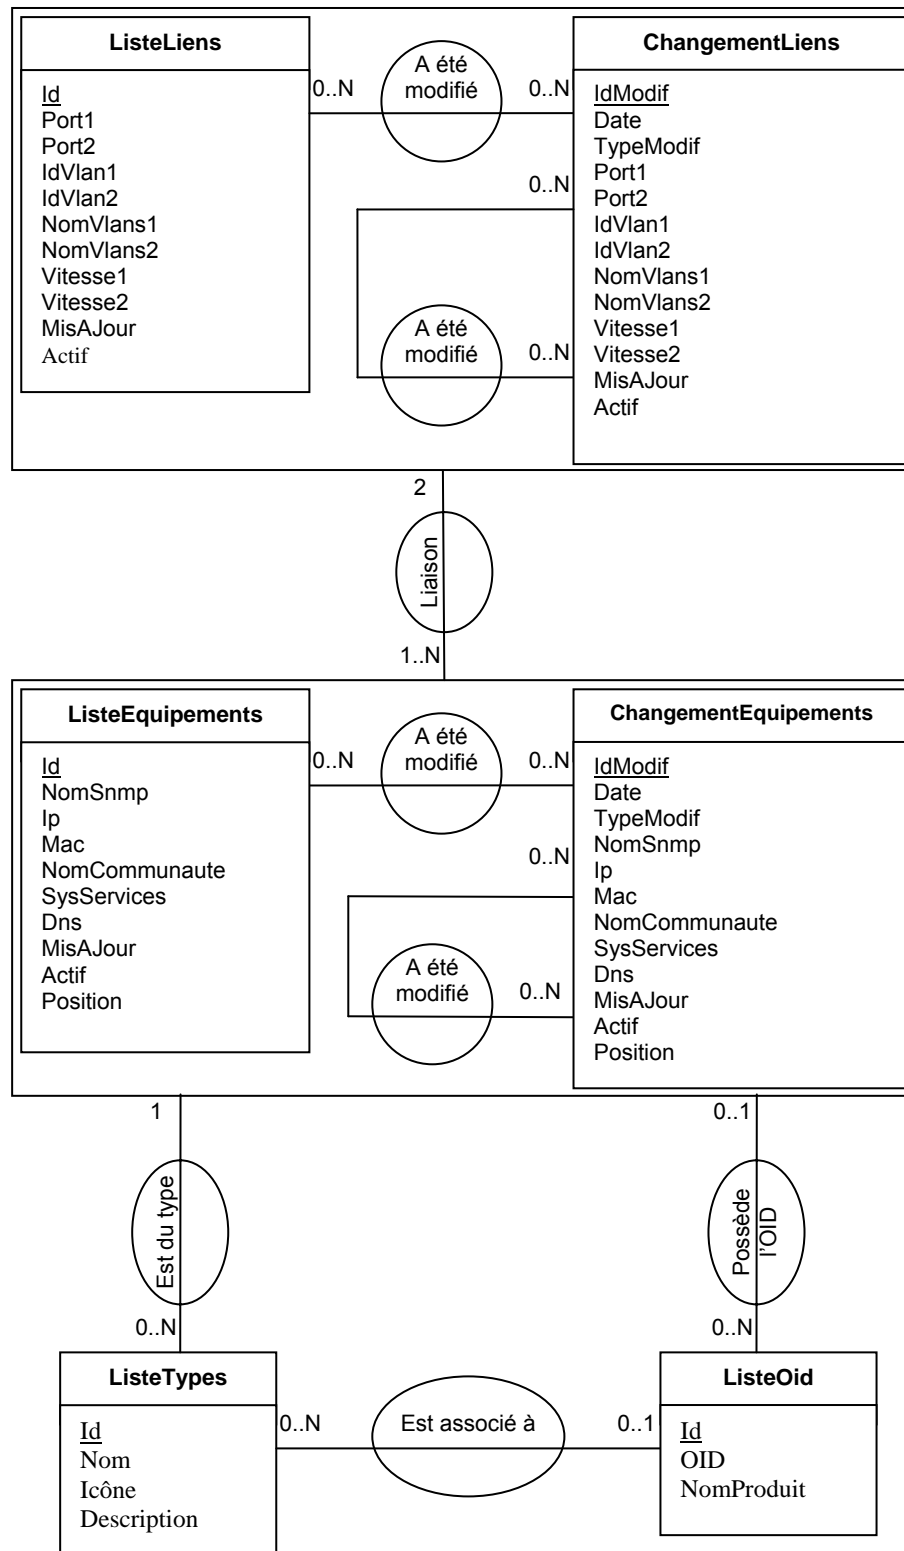 ListeLiens
Id
Port1
Port2
IdVlan1
IdVlan2
NomVlans1
NomVlans2
Vitesse1
Vitesse2
MisAJour
Actif
0..N
A été
modifié
0..N
ChangementLiens
IdModif
Date
TypeModif
Port1
Port2
IdVlan1
IdVlan2
NomVlans1
NomVlans2
Vitesse1
Vitesse2
MisAJour
Actif
0..N
A été
modifié
0..N
2
Liaison
1..N
ListeEquipements
Id
NomSnmp
Ip
Mac
NomCommunaute
SysServices
Dns
MisAJour
Actif
Position
0..N
A été
modifié
0..N
ChangementEquipements
IdModif
Date
TypeModif
NomSnmp
Ip
Mac
NomCommunaute
SysServices
Dns
MisAJour
Actif
Position
0..N
A été
modifié
0..N
1
Est du type
0..N
0..1
Possède
l'OID
0..N
ListeTypes
Id
Nom
Icône
Description
0..N
Est associé à
0..1
ListeOid
Id
OID
NomProduit